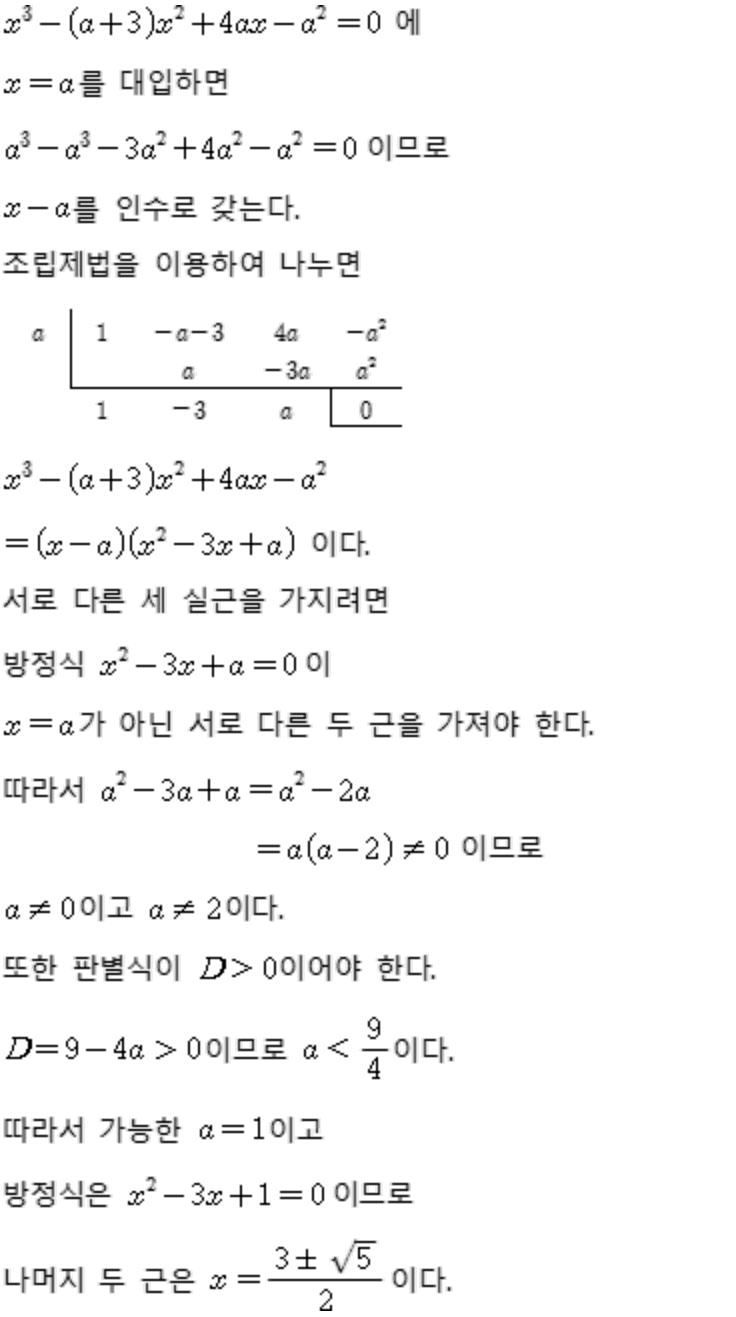 x³−(a+3)x²+4ax−a²=0 에
x=a를 대입하면
a³−a³−3a²+4a²−a²=0 이므로
x−a를 인수로 갖는다.
조립제법을 이용하여 나누면
a 1 −a−3 4a −a²
a −3a a²
1 −3 a 0
x³−(a+3)x²+4ax−a²
=(x−a)(x²−3x+a) 이다.
서로 다른 세 실근을 가지려면
방정식 x²−3x+a=0 이
x=a가 아닌 서로 다른 두 근을 가져야 한다.
따라서 a²−3a+a=a²−2a
=a(a−2)≠0 이므로
a≠0이고 a≠2이다.
또한 판별식이 D>0이어야 한다.
D=9−4a>0이므로 a<9/4이다.
따라서 가능한 a=1이고
방정식은 x²−3x+1=0 이므로
나머지 두 근은 x=(3±√5)/2 이다.